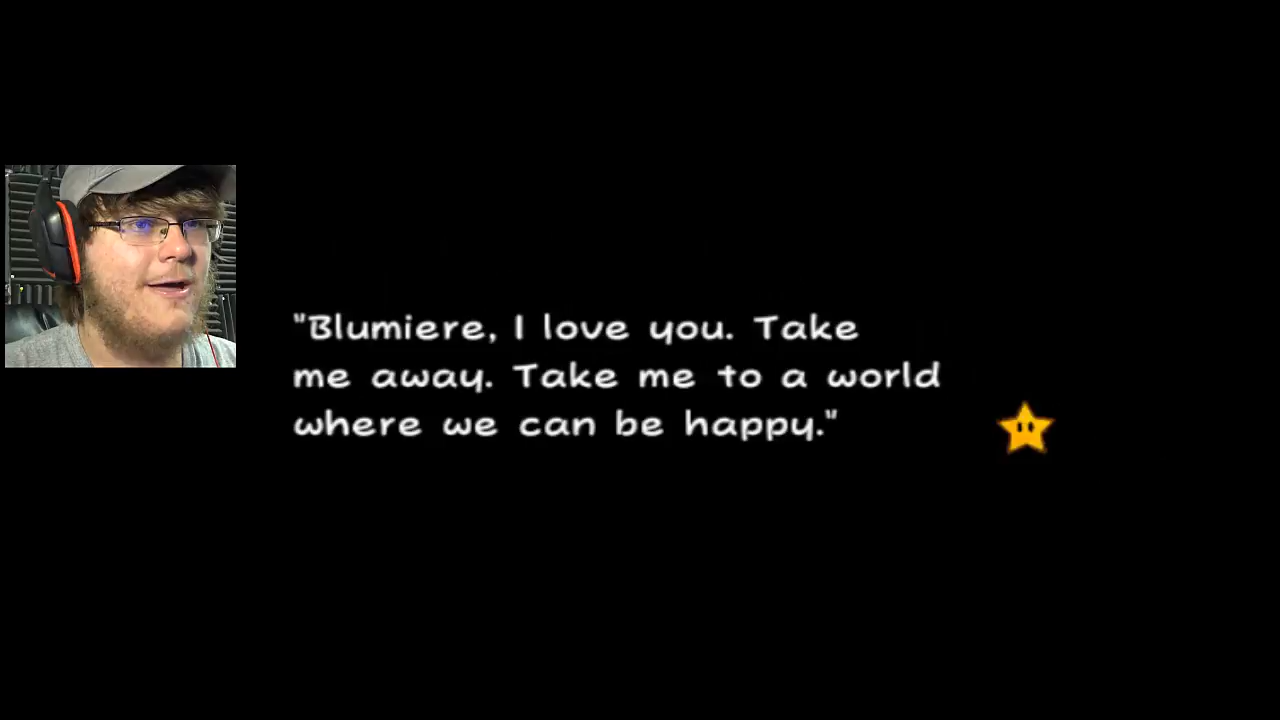 "Blumiere, I love you. Take
me away. Take me to a world
where we can be happy."